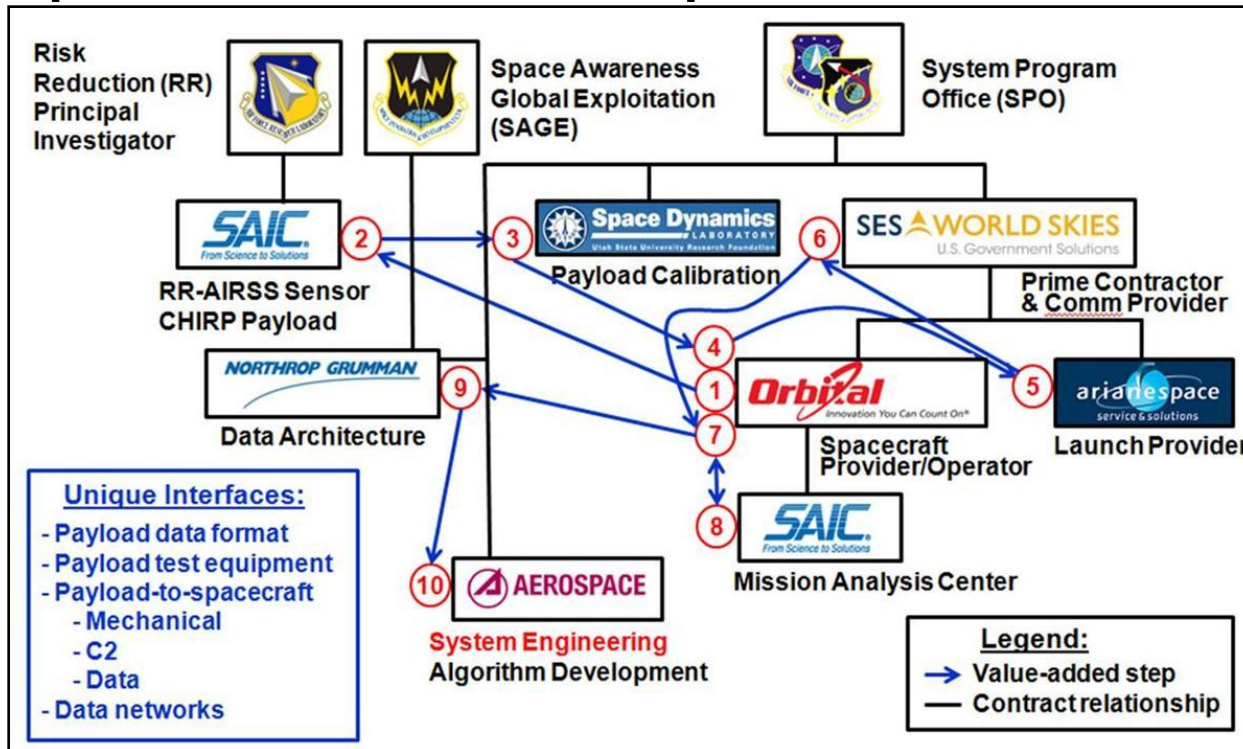 Risk
Reduction (RR)
Principal
Investigator
Space Awareness
Global Exploitation
(SAGE)
System Program
Office (SPO)
AIR FORCE RESEARCH LABORATORY
SAIC
From Science to Solutions
RR-AIRSS Sensor
CHIRP Payload
2
3
Space Dynamics
LABORATORY
Utah State University Research Foundation
Payload Calibration
6
SES WORLD SKIES
U.S. Government Solutions
Prime Contractor
& Comm Provider
4
1
7
Orbital
Innovation You Can Count On®
Spacecraft
Provider/Operator
5
arianespace
service & solutions
Launch Provider
NORTHROP GRUMMAN
9
Data Architecture
8
SAIC
From Science to Solutions
Mission Analysis Center
10
AEROSPACE
System Engineering
Algorithm Development
Unique Interfaces:
- Payload data format
- Payload test equipment
- Payload-to-spacecraft
- Mechanical
- C2
- Data
- Data networks
Legend:
Value-added step
Contract relationship